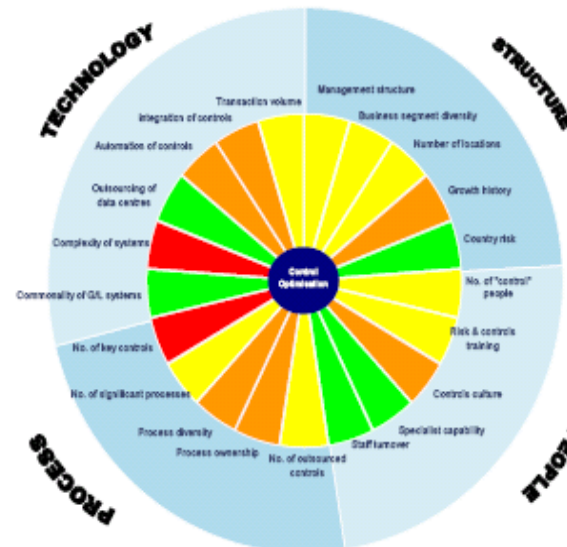 TECHNOLOGY
STRUCTURE
Transaction volume
Integration of controls
Automation of controls
Outsourcing of
data centres
Complexity of systems
Commonality of G/L systems
Management structure
Business segment diversity
Number of locations
Growth history
Country risk
Control
Optimisation
No. of "control"
people
Risk & controls
training
Controls culture
Specialist capability
Staff turnover
No. of key controls
No. of significant processes
Process diversity
Process ownership
No. of outsourced
controls
PROCESS
PEOPLE